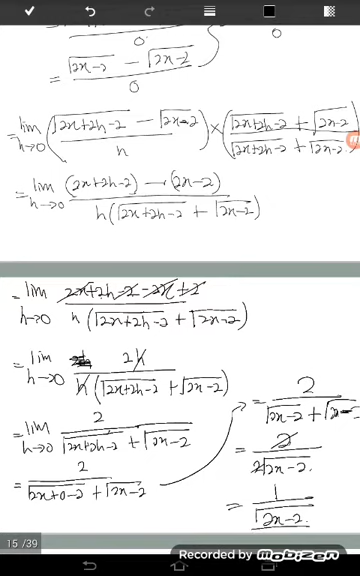 0 0
= √2x-2 - √2x-2 / 0
= lim h→0 (√2x+2h-2 - √2x-2 / h) × (√2x+2h-2 + √2x-2 / √2x+2h-2 + √2x-2)
= lim h→0 (2x+2h-2) - (2x-2) / h(√2x+2h-2 + √2x-2)
= lim h→0 2x+2h-2-2x+2 / h(√2x+2h-2 + √2x-2)
= lim h→0 2h / h(√2x+2h-2 + √2x-2)
= lim h→0 2 / √2x+2h-2 + √2x-2
= 2 / √2x+0-2 + √2x-2
= 2 / √2x-2 + √2x-2
= 2 / 2√2x-2.
= 1 / √2x-2.
15 / 39
Recorded by mobizen